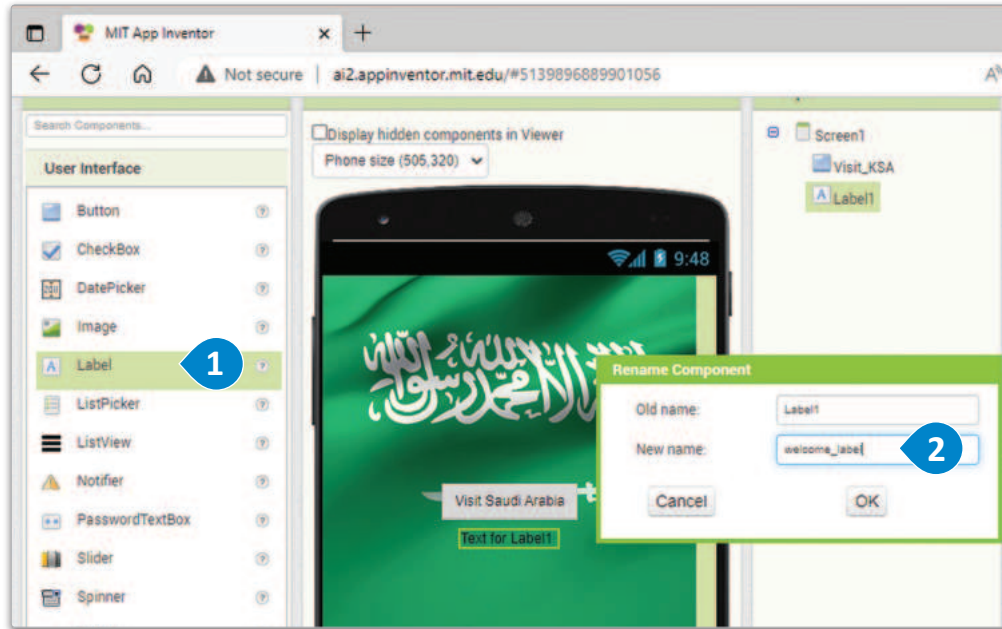 MIT App Inventor
Not secure
ai2.appinventor.mit.edu/#5139896889901056
Search Components...
User Interface
Button
CheckBox
DatePicker
Image
Label
1
ListPicker
ListView
Notifier
PasswordTextBox
Slider
Spinner
Display hidden components in Viewer
Phone size (505,320)
9:48
Visit Saudi Arabia
Text for Label1
Screen1
Visit_KSA
Label1
Rename Component
Old name:
Label1
New name:
welcome_label
2
Cancel
OK